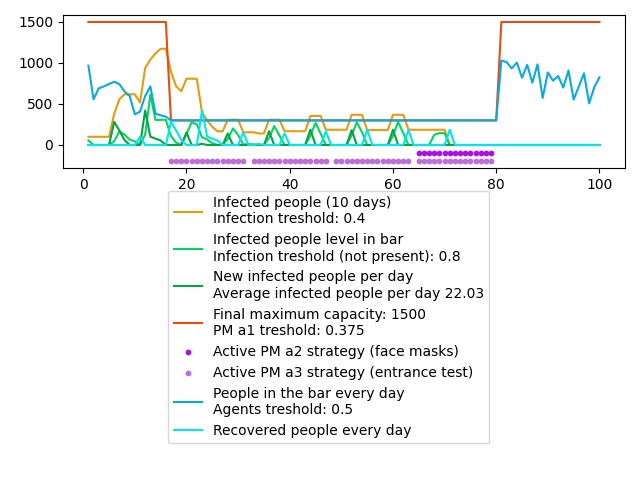 1500
1000
500
0
0
20
40
60
80
100
Infected people (10 days)
Infection treshold: 0.4
Infected people level in bar
Infection treshold (not present): 0.8
New infected people per day
Average infected people per day 22.03
Final maximum capacity: 1500
PM a1 treshold: 0.375
Active PM a2 strategy (face masks)
Active PM a3 strategy (entrance test)
People in the bar every day
Agents treshold: 0.5
Recovered people every day